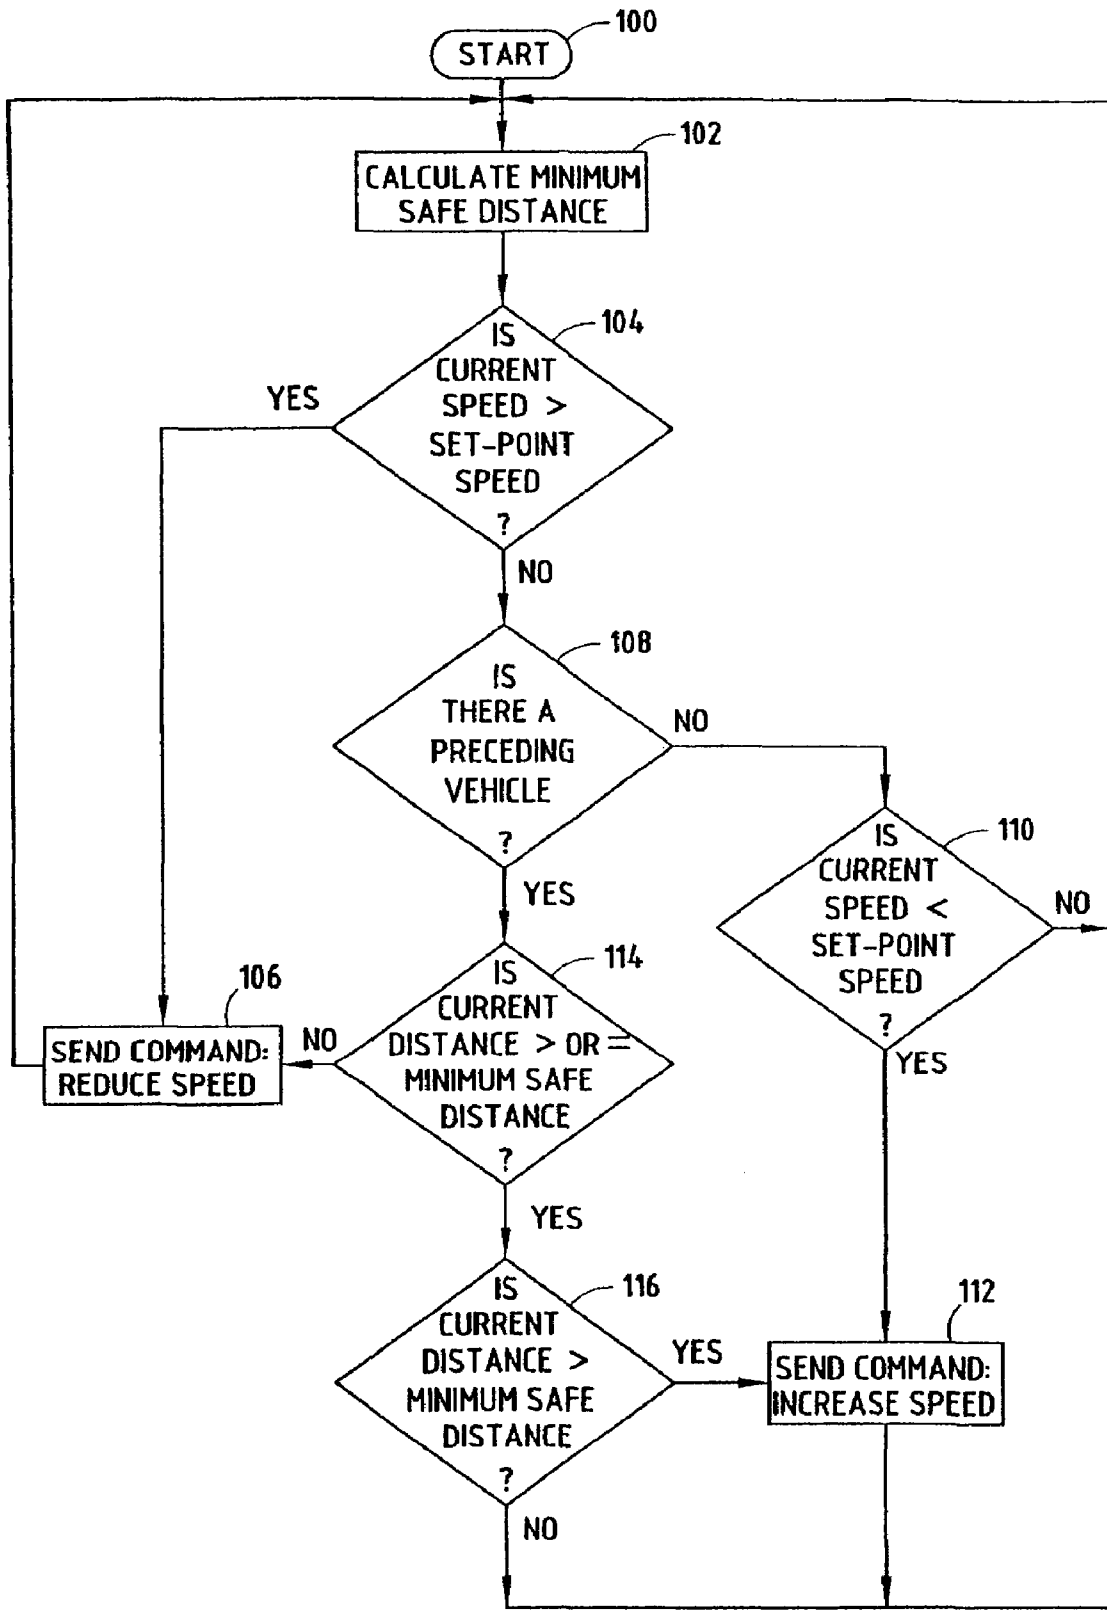 100
START
102
CALCULATE MINIMUM
SAFE DISTANCE
104
IS
CURRENT
SPEED >
SET-POINT
SPEED
?
YES
NO
108
IS
THERE A
PRECEDING
VEHICLE
?
NO
YES
110
IS
CURRENT
SPEED <
SET-POINT
SPEED
?
NO
YES
114
IS
CURRENT
DISTANCE > OR =
MINIMUM SAFE
DISTANCE
?
NO
YES
106
SEND COMMAND:
REDUCE SPEED
116
IS
CURRENT
DISTANCE >
MINIMUM SAFE
DISTANCE
?
YES
NO
112
SEND COMMAND:
INCREASE SPEED